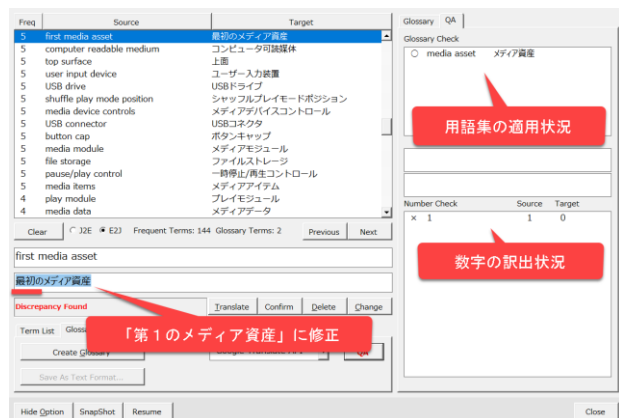 Freq Source Target
5 first media asset 最初のメディア資産
5 computer readable medium コンピュータ可読媒体
5 top surface 上面
5 user input device ユーザー入力装置
5 USB drive USBドライブ
5 shuffle play mode position シャッフルプレイモードポジション
5 media device controls メディアデバイスコントロール
5 USB connector USBコネクタ
5 button cap ボタンキャップ
5 media module メディアモジュール
5 file storage ファイルストレージ
5 pause/play control 一時停止/再生コントロール
5 media items メディアアイテム
4 play module プレイモジュール
4 media data メディアデータ
Clear J2E E2J Frequent Terms: 144 Glossary Terms: 2 Previous Next
first media asset
最初のメディア資産
Discrepancy Found Translate Confirm Delete Change
「第1のメディア資産」に修正
Term List
Create Glossary QA
Save As Text Format...
Hide Option SnapShot Resume Close
Glossary QA
Glossary Check
○ media asset メディア資産
用語集の適用状況
Number Check Source Target
× 1 1 0
数字の訳出状況